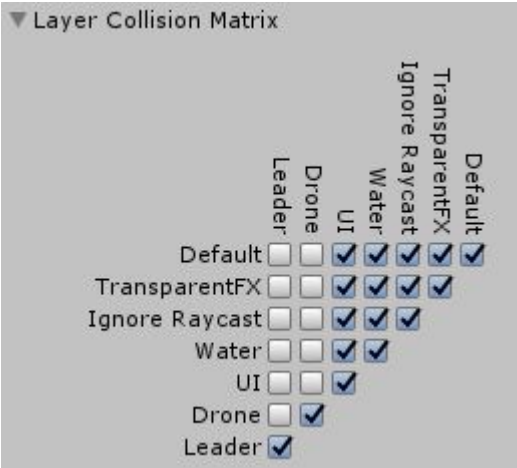 Layer Collision Matrix
Leader
Drone
UI
Water
Ignore Raycast
TransparentFX
Default
Default
TransparentFX
Ignore Raycast
Water
UI
Drone
Leader